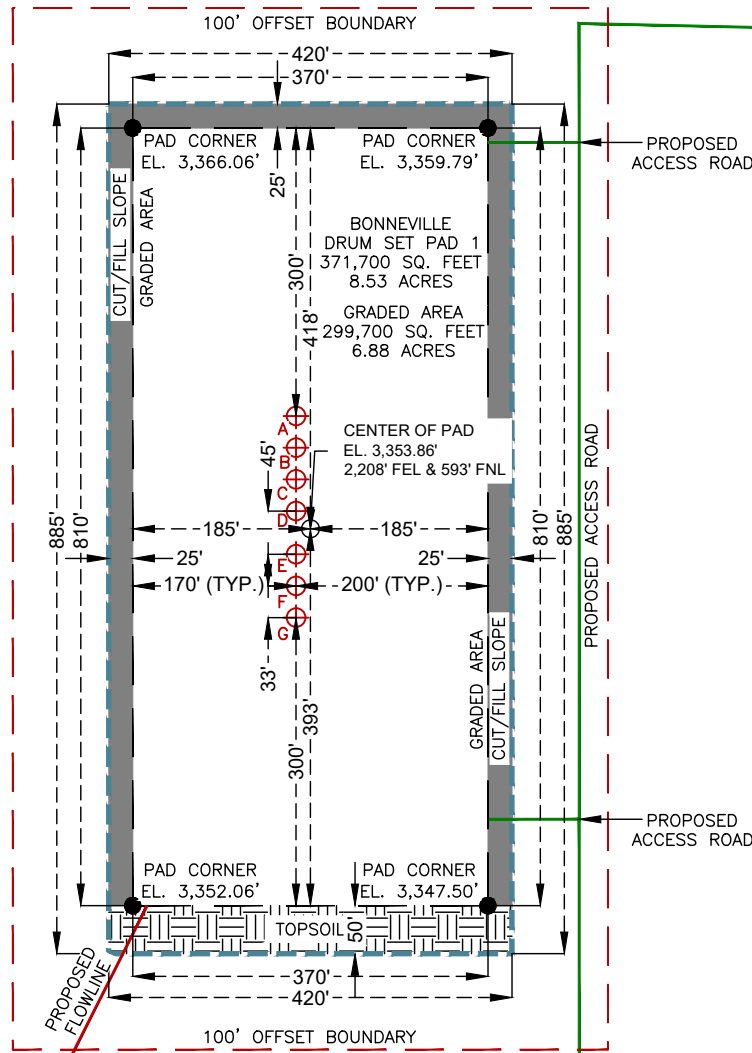 100' OFFSET BOUNDARY
420'
370'
PAD CORNER
EL. 3,366.06'
PAD CORNER
EL. 3,359.79'
PROPOSED
ACCESS ROAD
25'
CUT/FILL SLOPE
GRADED AREA
300'
418'
BONNEVILLE
DRUM SET PAD 1
371,700 SQ. FEET
8.53 ACRES
GRADED AREA
299,700 SQ. FEET
6.88 ACRES
A
B
C
D
E
F
G
45'
CENTER OF PAD
EL. 3,353.86'
2,208' FEL & 593' FNL
885'
810'
185'
185'
810'
885'
25'
25'
170' (TYP.)
200' (TYP.)
PROPOSED ACCESS ROAD
33'
393'
300'
GRADED AREA
CUT/FILL SLOPE
PROPOSED
ACCESS ROAD
PAD CORNER
EL. 3,352.06'
PAD CORNER
EL. 3,347.50'
TOPSOIL
50'
370'
420'
PROPOSED
FLOWLINE
100' OFFSET BOUNDARY